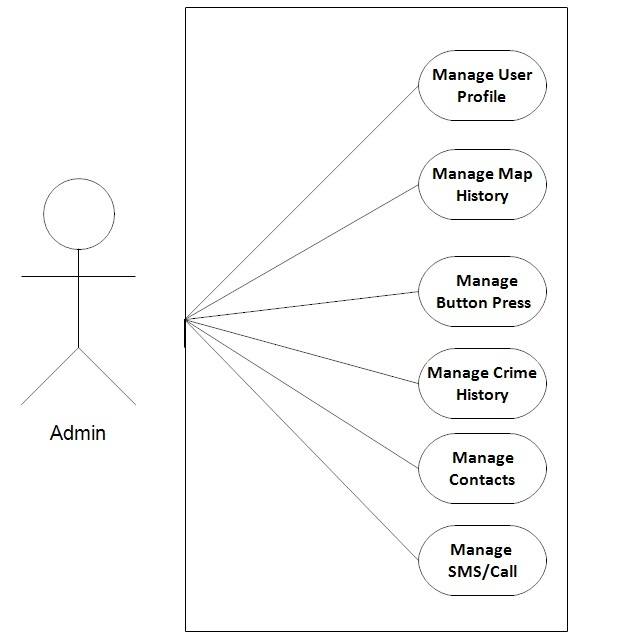 Manage User
Profile
Manage Map
History
Manage
Button Press
Manage Crime
History
Admin
Manage
Contacts
Manage
SMS/Call